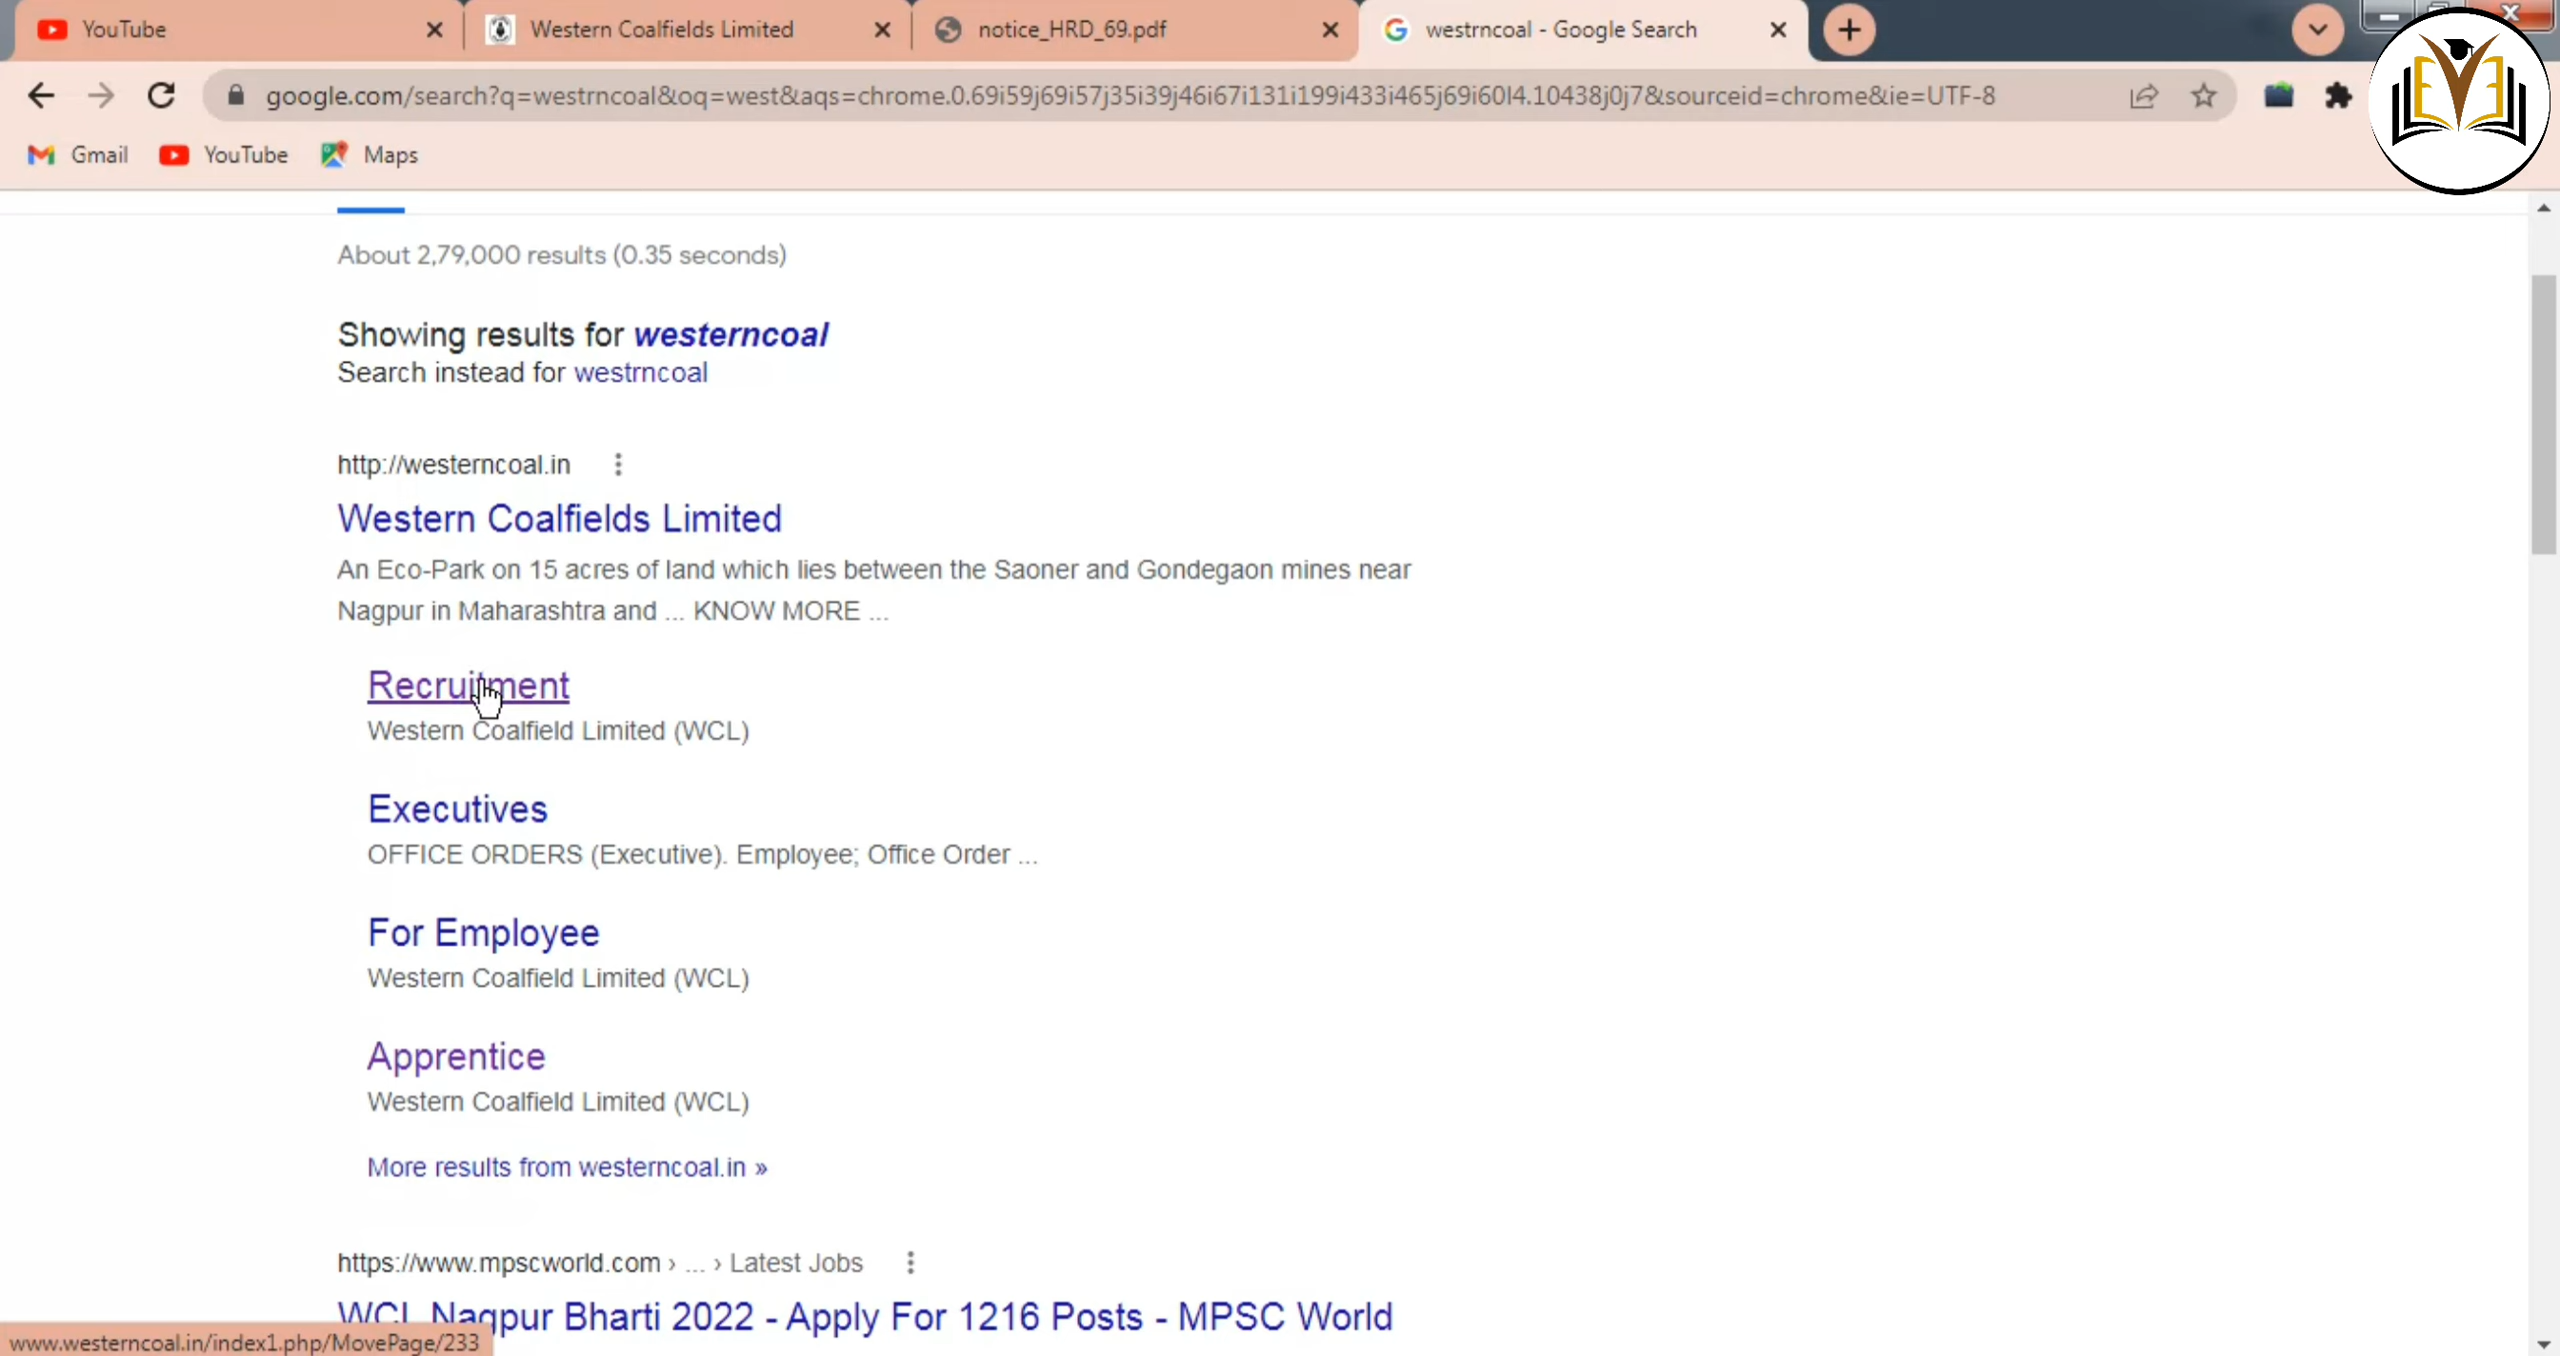 YouTube
Western Coalfields Limited
notice_HRD_69.pdf
westrncoal - Google Search
google.com/search?q=westrncoal&oq=west&aqs=chrome.0.69i59j69i57j35i39j46i67i131i199i433i465j69i60l4.10438j0j7&sourceid=chrome&ie=UTF-8
Gmail
YouTube
Maps
About 2,79,000 results (0.35 seconds)
Showing results for westerncoal
Search instead for westrncoal
http://westerncoal.in
Western Coalfields Limited
An Eco-Park on 15 acres of land which lies between the Saoner and Gondegaon mines near
Nagpur in Maharashtra and ... KNOW MORE ...
Recruitment
Western Coalfield Limited (WCL)
Executives
OFFICE ORDERS (Executive). Employee; Office Order ...
For Employee
Western Coalfield Limited (WCL)
Apprentice
Western Coalfield Limited (WCL)
More results from westerncoal.in »
https://www.mpscworld.com › ... › Latest Jobs
WCL Nagpur Bharti 2022 - Apply For 1216 Posts - MPSC World
www.westerncoal.in/index1.php/MovePage/233